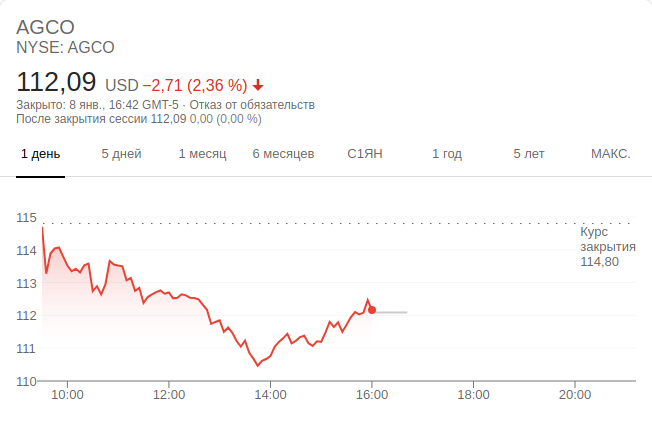 AGCO
NYSE: AGCO
112,09 USD −2,71 (2,36 %)
Закрыто: 8 янв., 16:42 GMT-5 · Отказ от обязательств
После закрытия сессии 112,09 0,00 (0,00 %)
1 день 5 дней 1 месяц 6 месяцев С1ЯН 1 год 5 лет МАКС.
115
Курс
закрытия
114,80
114
113
112
111
110
10:00 12:00 14:00 16:00 18:00 20:00